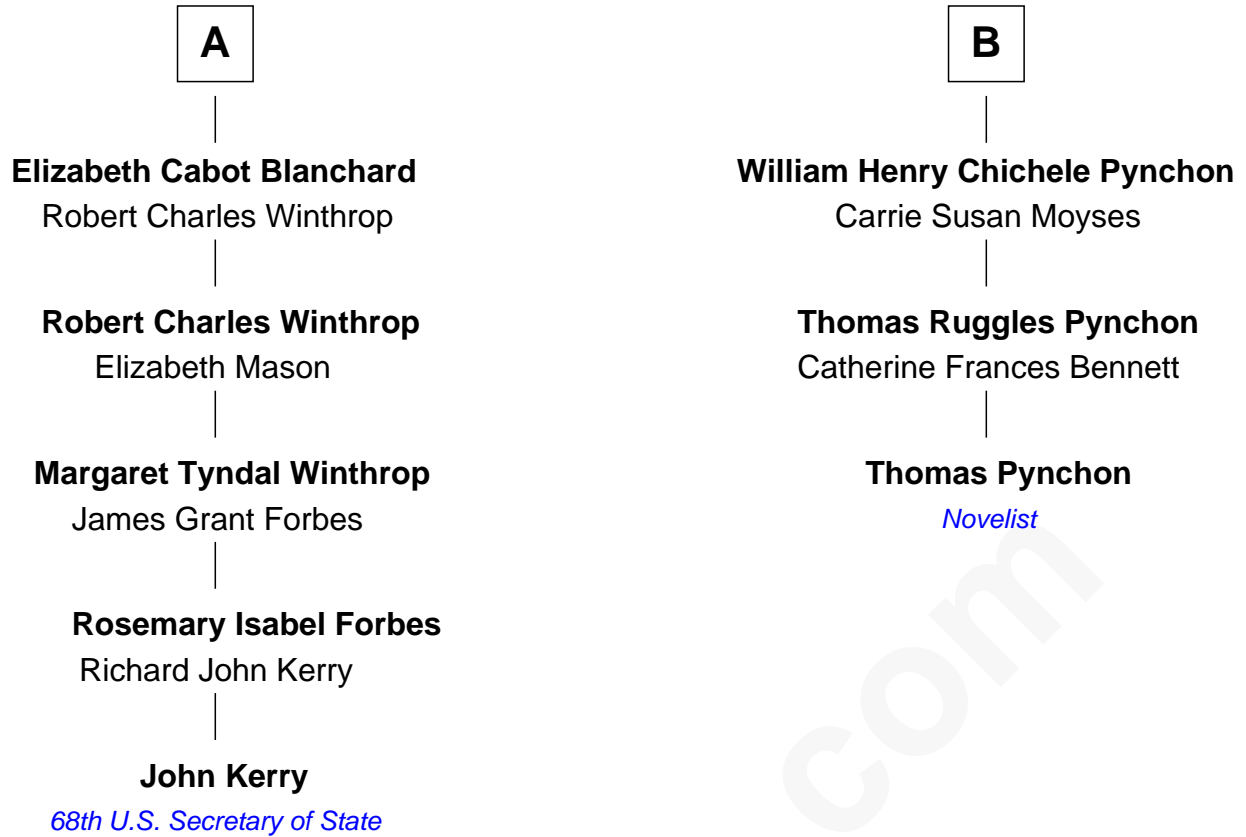 A
Elizabeth Cabot Blanchard
Robert Charles Winthrop
Robert Charles Winthrop
Elizabeth Mason
Margaret Tyndal Winthrop
James Grant Forbes
Rosemary Isabel Forbes
Richard John Kerry
John Kerry
68th U.S. Secretary of State
B
William Henry Chichele Pynchon
Carrie Susan Moyses
Thomas Ruggles Pynchon
Catherine Frances Bennett
Thomas Pynchon
Novelist
com